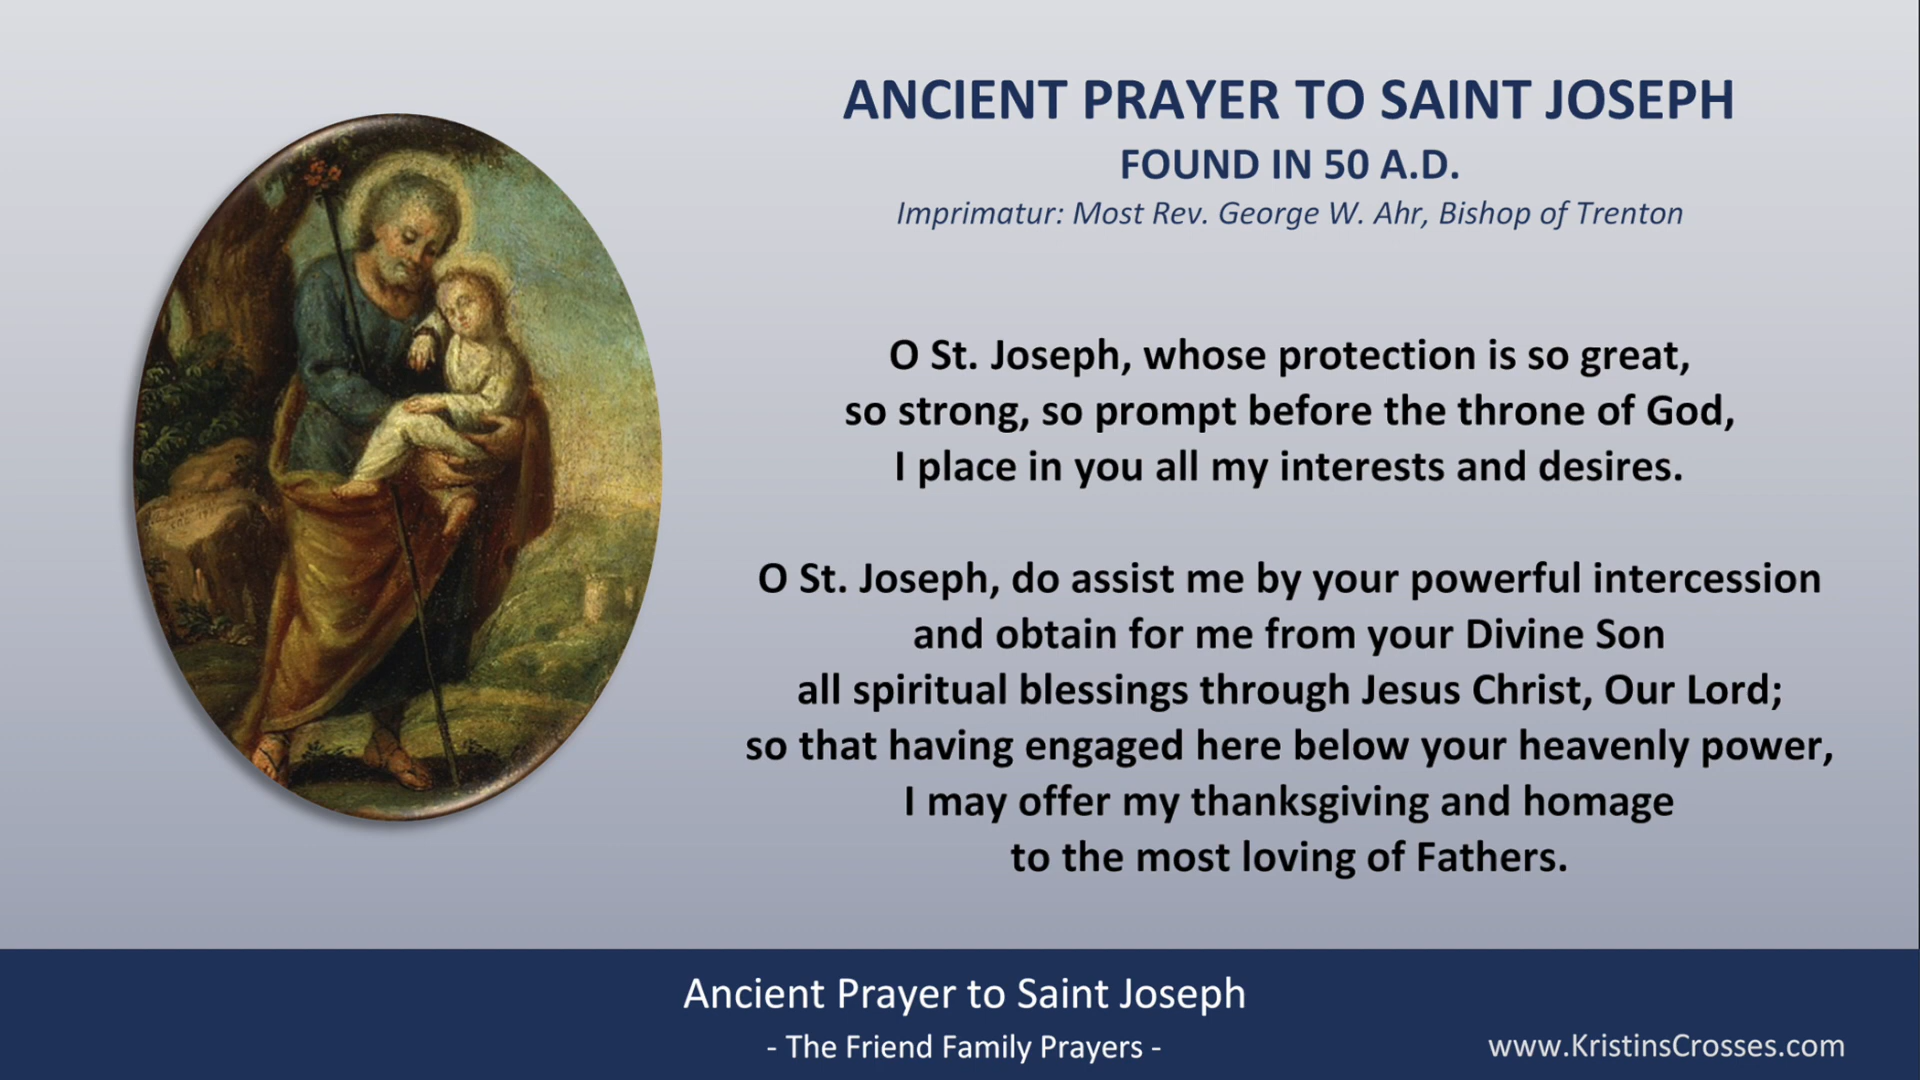 ANCIENT PRAYER TO SAINT JOSEPH
FOUND IN 50 A.D.
Imprimatur: Most Rev. George W. Ahr, Bishop of Trenton
O St. Joseph, whose protection is so great,
so strong, so prompt before the throne of God,
I place in you all my interests and desires.
O St. Joseph, do assist me by your powerful intercession
and obtain for me from your Divine Son
all spiritual blessings through Jesus Christ, Our Lord;
so that having engaged here below your heavenly power,
I may offer my thanksgiving and homage
to the most loving of Fathers.
Ancient Prayer to Saint Joseph
- The Friend Family Prayers -
www.KristinsCrosses.com